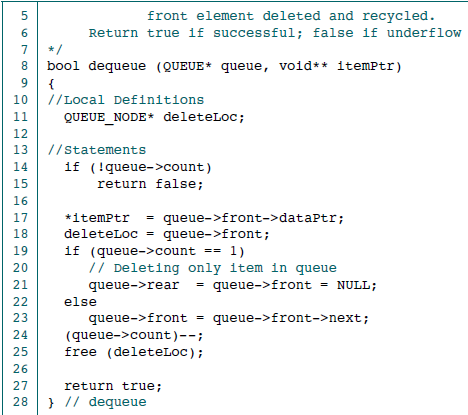 5 front element deleted and recycled.
6 Return true if successful; false if underflow
7 */
8 bool dequeue (QUEUE* queue, void** itemPtr)
9 {
10 //Local Definitions
11 QUEUE_NODE* deleteLoc;
12
13 //Statements
14 if (!queue->count)
15 return false;
16
17 *itemPtr = queue->front->dataPtr;
18 deleteLoc = queue->front;
19 if (queue->count == 1)
20 // Deleting only item in queue
21 queue->rear = queue->front = NULL;
22 else
23 queue->front = queue->front->next;
24 (queue->count)--;
25 free (deleteLoc);
26
27 return true;
28 } // dequeue